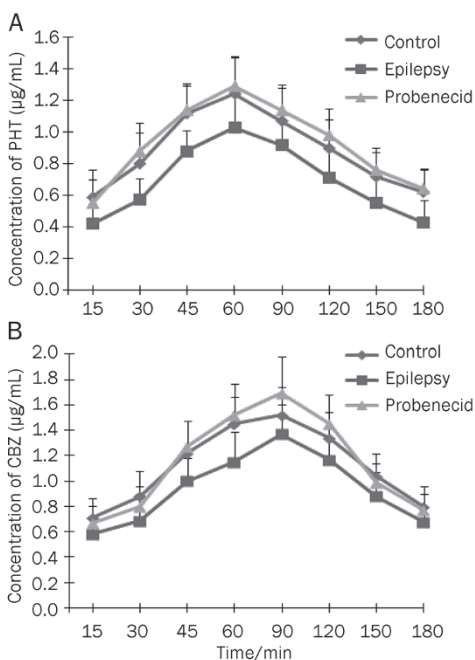 A
Concentration of PHT (µg/mL)
1.6
1.4
1.2
1.0
0.8
0.6
0.4
0.2
0.0
15 30 45 60 90 120 150 180
Control
Epilepsy
Probenecid
B
Concentration of CBZ (µg/mL)
2.0
1.8
1.6
1.4
1.2
1.0
0.8
0.6
0.4
0.2
0.0
15 30 45 60 90 120 150 180
Time/min
Control
Epilepsy
Probenecid